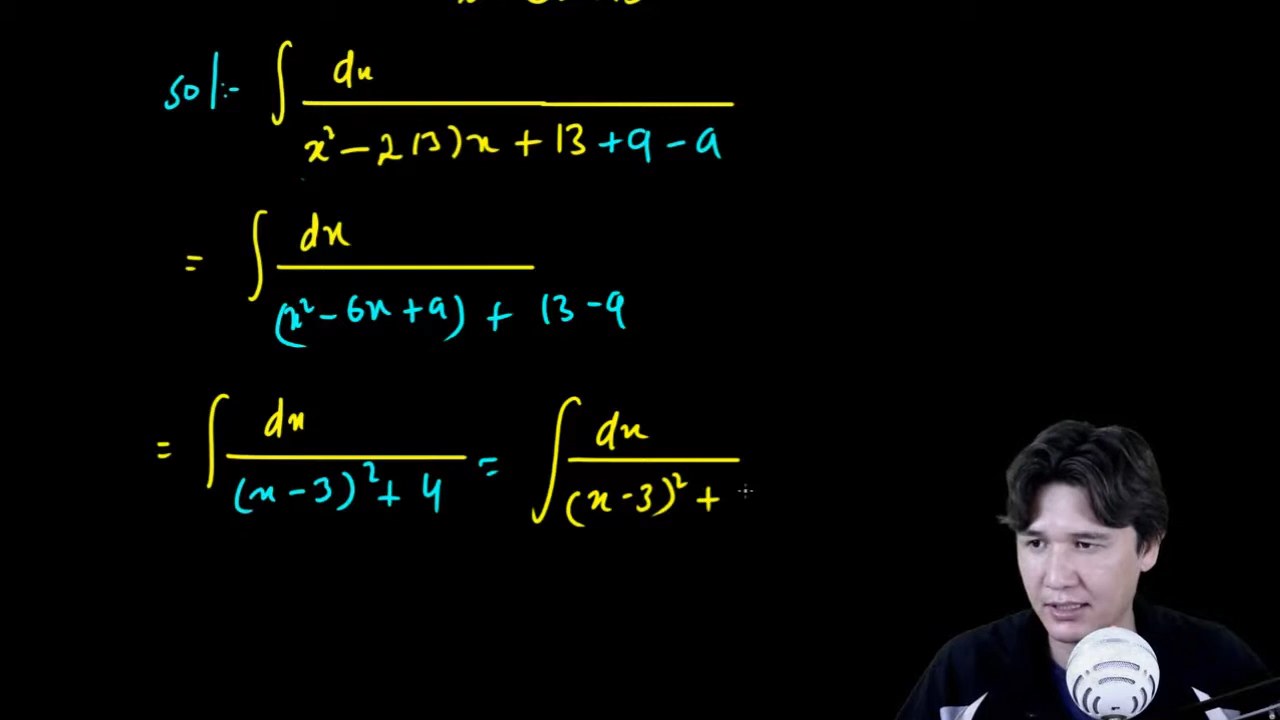 sol:- ∫ dx / x² - 2(3)x + 13 + 9 - 9
= ∫ dx / (x² - 6x + 9) + 13 - 9
= ∫ dx / (x - 3)² + 4 = ∫ dx / (x - 3)² +